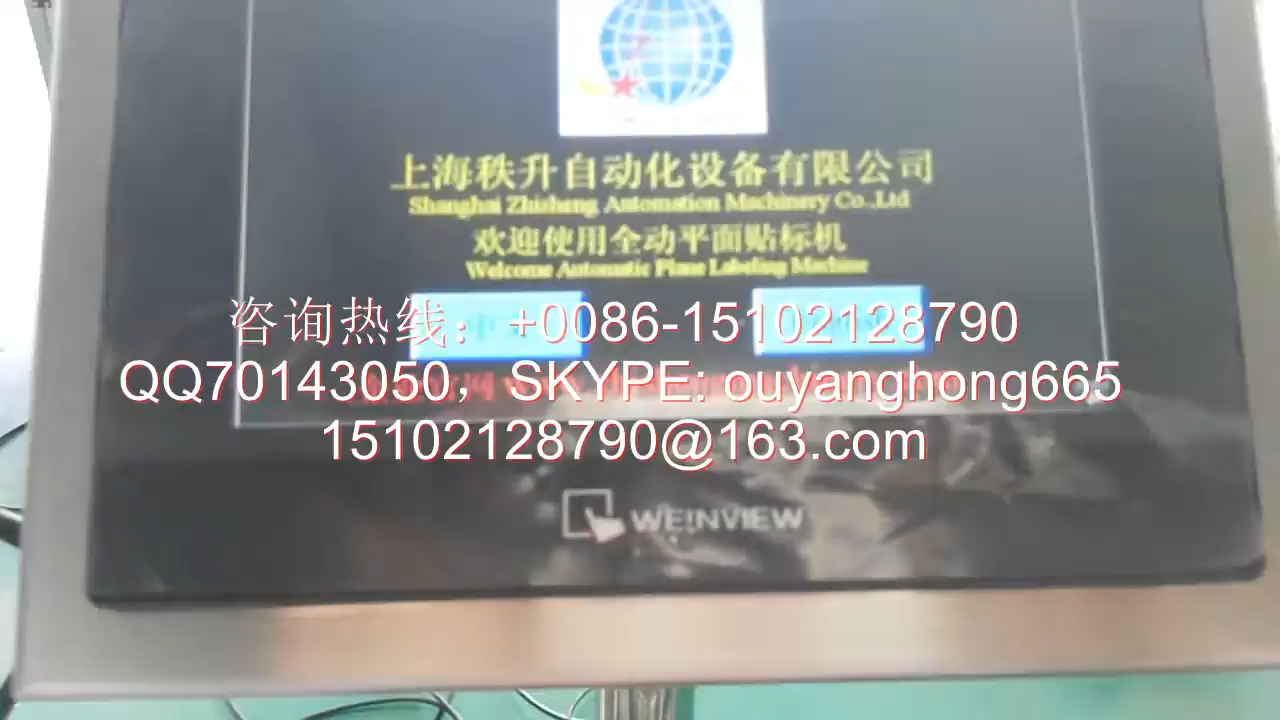 上海秩升自动化设备有限公司
Shanghai Zhisheng Automation Machinery Co.,Ltd
欢迎使用全动平面贴标机
Welcome Automatic Plane Labeling Machine
咨询热线：+0086-15102128790
QQ70143050，SKYPE: ouyanghong665
15102128790@163.com
WEINVIEW